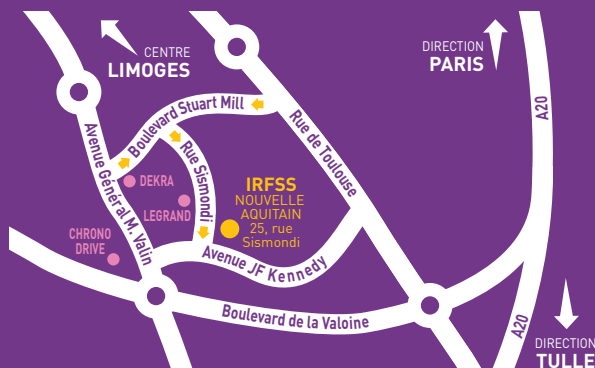 CENTRE
LIMOGES
DIRECTION
PARIS
A20
Boulevard Stuart Mill
Rue de Toulouse
Avenue Général M. Valin
Rue Sismondi
DEKRA
LEGRAND
IRFSS
NOUVELLE
AQUITAIN
25, rue
Sismondi
CHRONO
DRIVE
Avenue JF Kennedy
Boulevard de la Valoine
A20
DIRECTION
TULLE